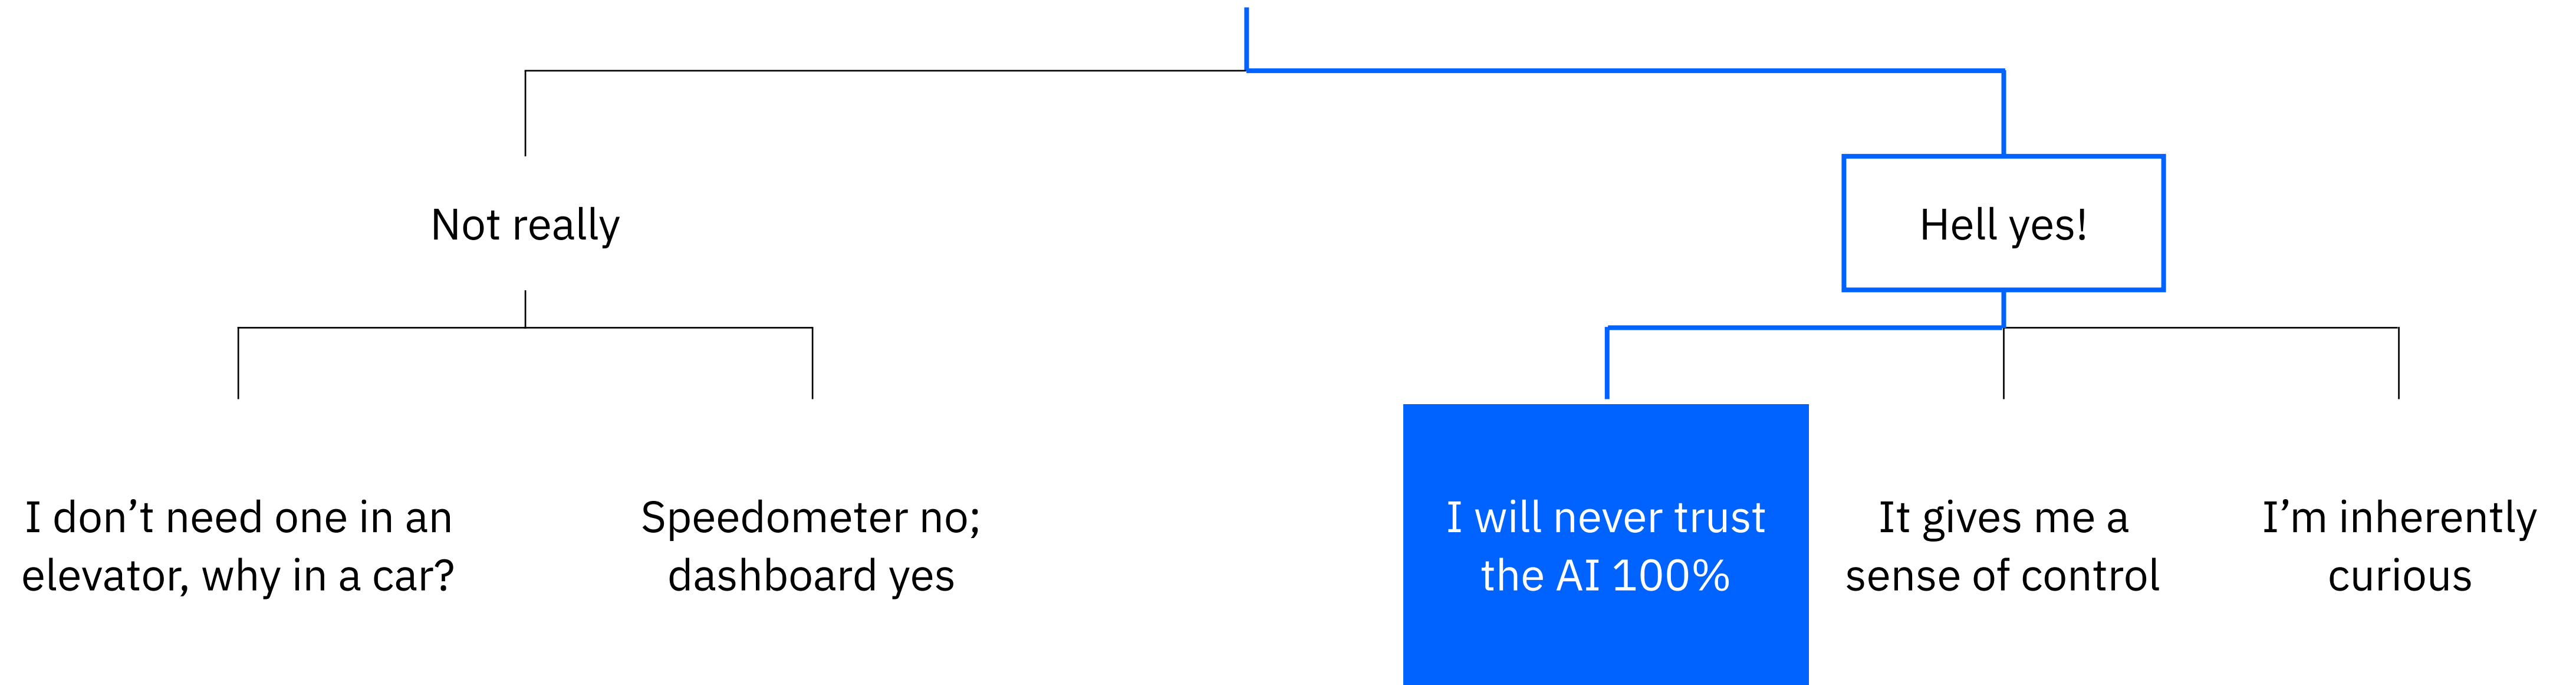 Not really
Hell yes!
I don’t need one in an
elevator, why in a car?
Speedometer no;
dashboard yes
I will never trust
the AI 100%
It gives me a
sense of control
I’m inherently
curious